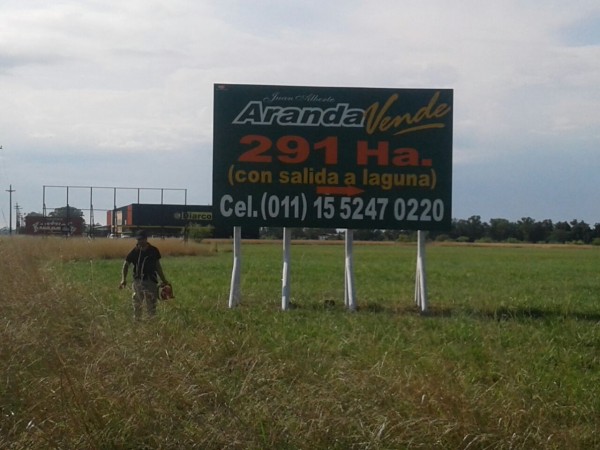 Juan Alberto
Aranda Vende
291 Ha.
(con salida a laguna)
Cel.(011) 15 5247 0220